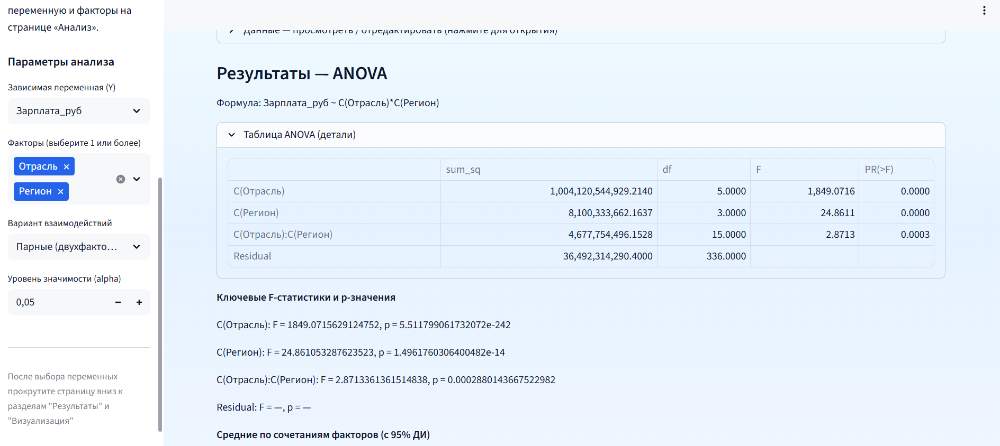 переменную и факторы на
странице «Анализ».
Параметры анализа
Зависимая переменная (Y)
Зарплата_руб
Факторы (выберите 1 или более)
Отрасль ×
Регион ×
Вариант взаимодействий
Парные (двухфакто...
Уровень значимости (alpha)
0,05
После выбора переменных
прокрутите страницу вниз к
разделам "Результаты" и
"Визуализация"
Данные — просмотреть / отредактировать (нажмите для открытия)
Результаты — ANOVA
Формула: Зарплата_руб ~ C(Отрасль)*C(Регион)
Таблица ANOVA (детали)
sum_sq df F PR(>F)
C(Отрасль) 1,004,120,544,929.2140 5.0000 1,849.0716 0.0000
C(Регион) 8,100,333,662.1637 3.0000 24.8611 0.0000
C(Отрасль):C(Регион) 4,677,754,496.1528 15.0000 2.8713 0.0003
Residual 36,492,314,290.4000 336.0000
Ключевые F-статистики и p-значения
C(Отрасль): F = 1849.0715629124752, p = 5.511799061732072e-242
C(Регион): F = 24.861053287623523, p = 1.4961760306400482e-14
C(Отрасль):C(Регион): F = 2.8713361361514838, p = 0.0002880143667522982
Residual: F = —, p = —
Средние по сочетаниям факторов (с 95% ДИ)